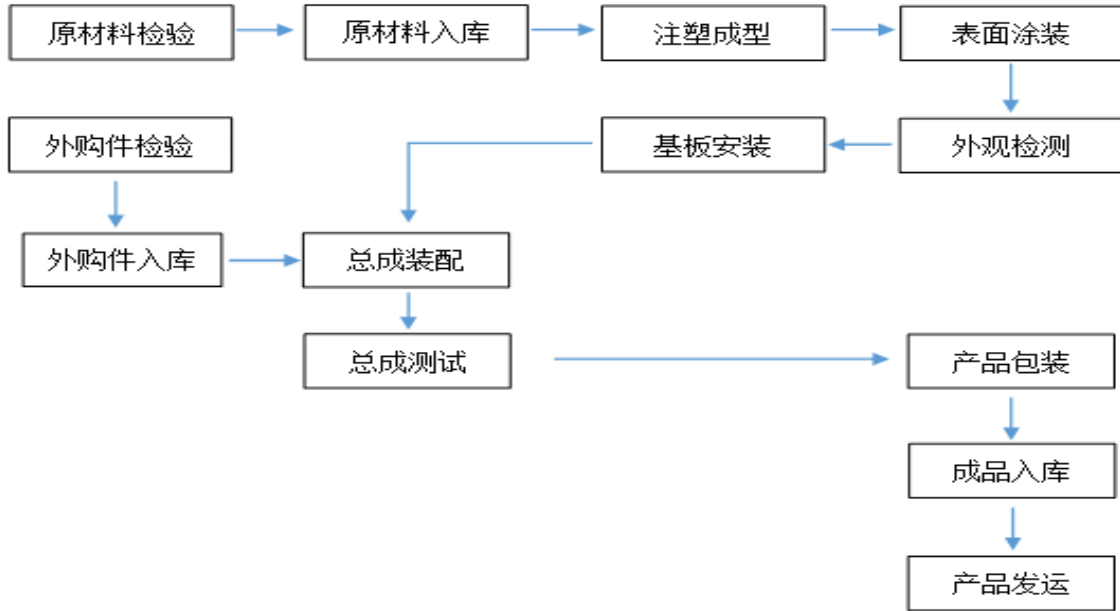 原材料检验
原材料入库
注塑成型
表面涂装
外购件检验
基板安装
外观检测
外购件入库
总成装配
总成测试
产品包装
成品入库
产品发运